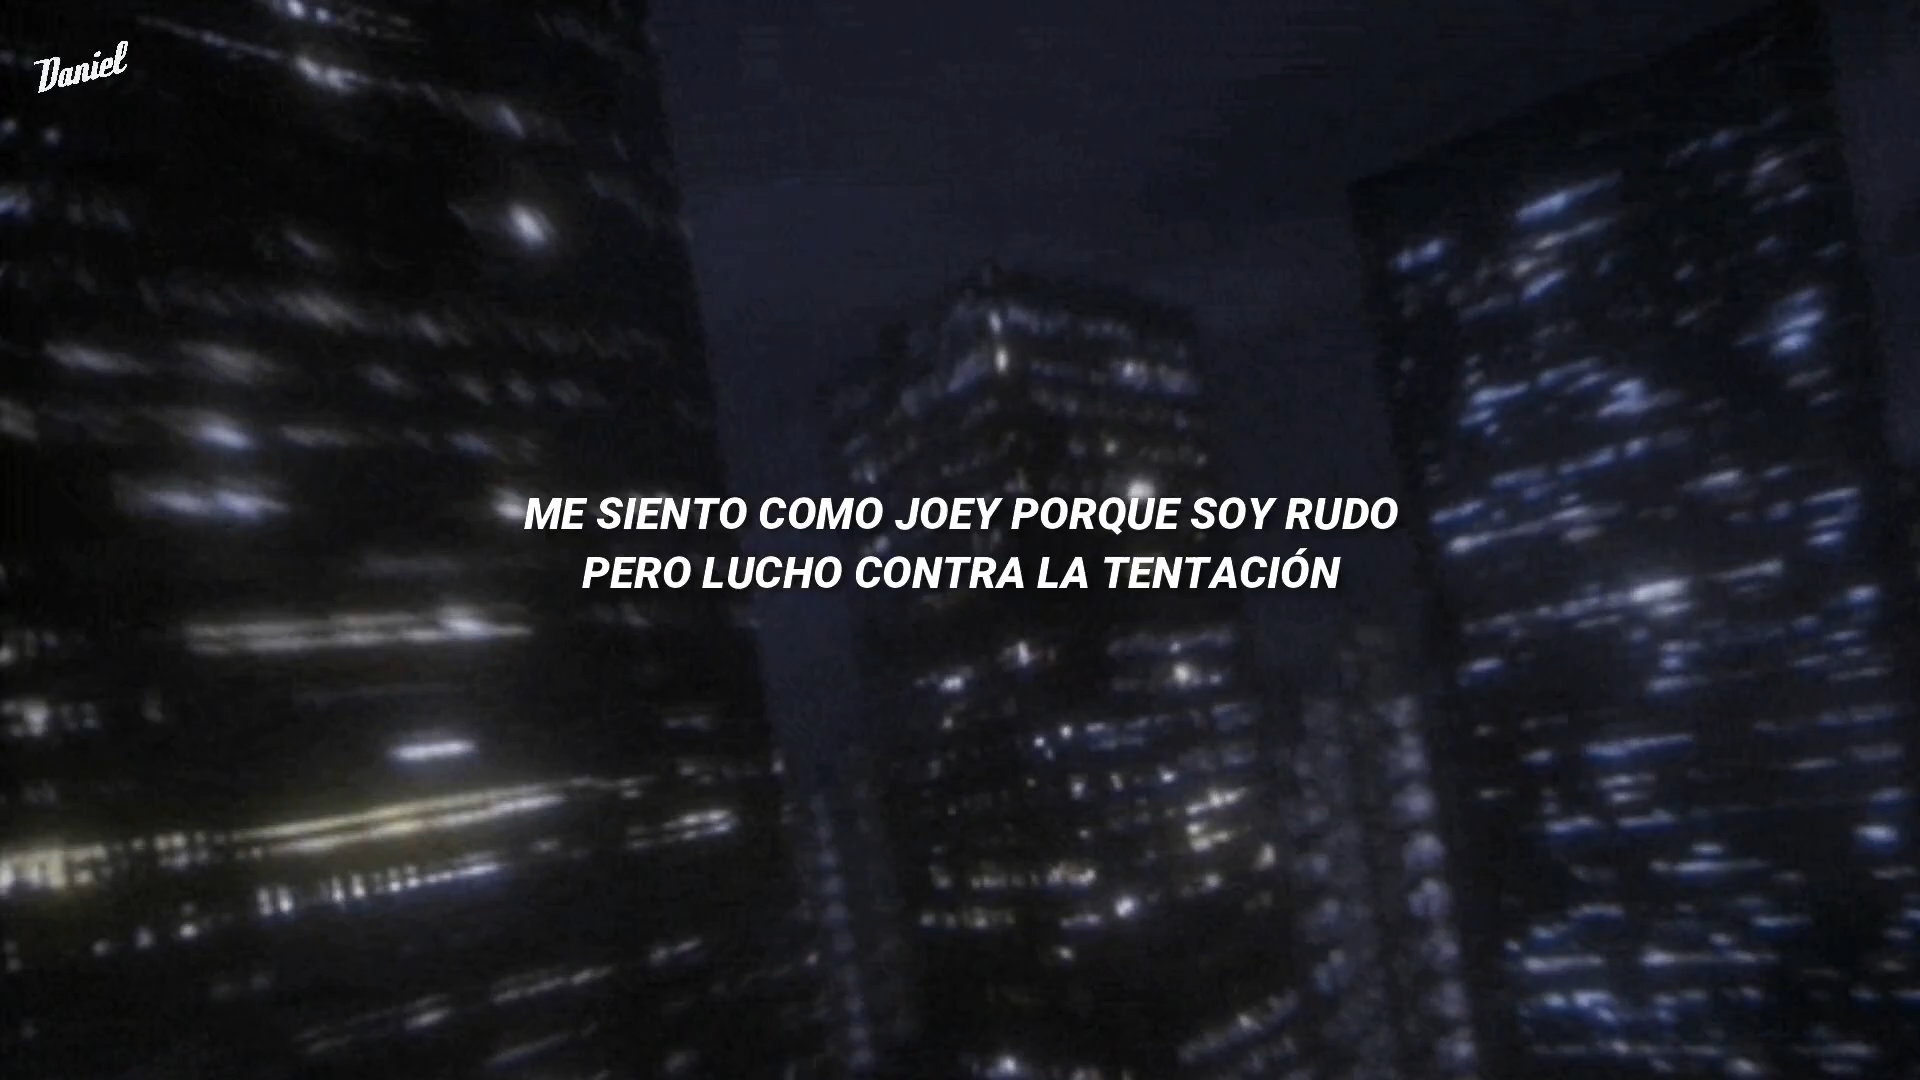 Daniel
ME SIENTO COMO JOEY PORQUE SOY RUDO
PERO LUCHO CONTRA LA TENTACIÓN